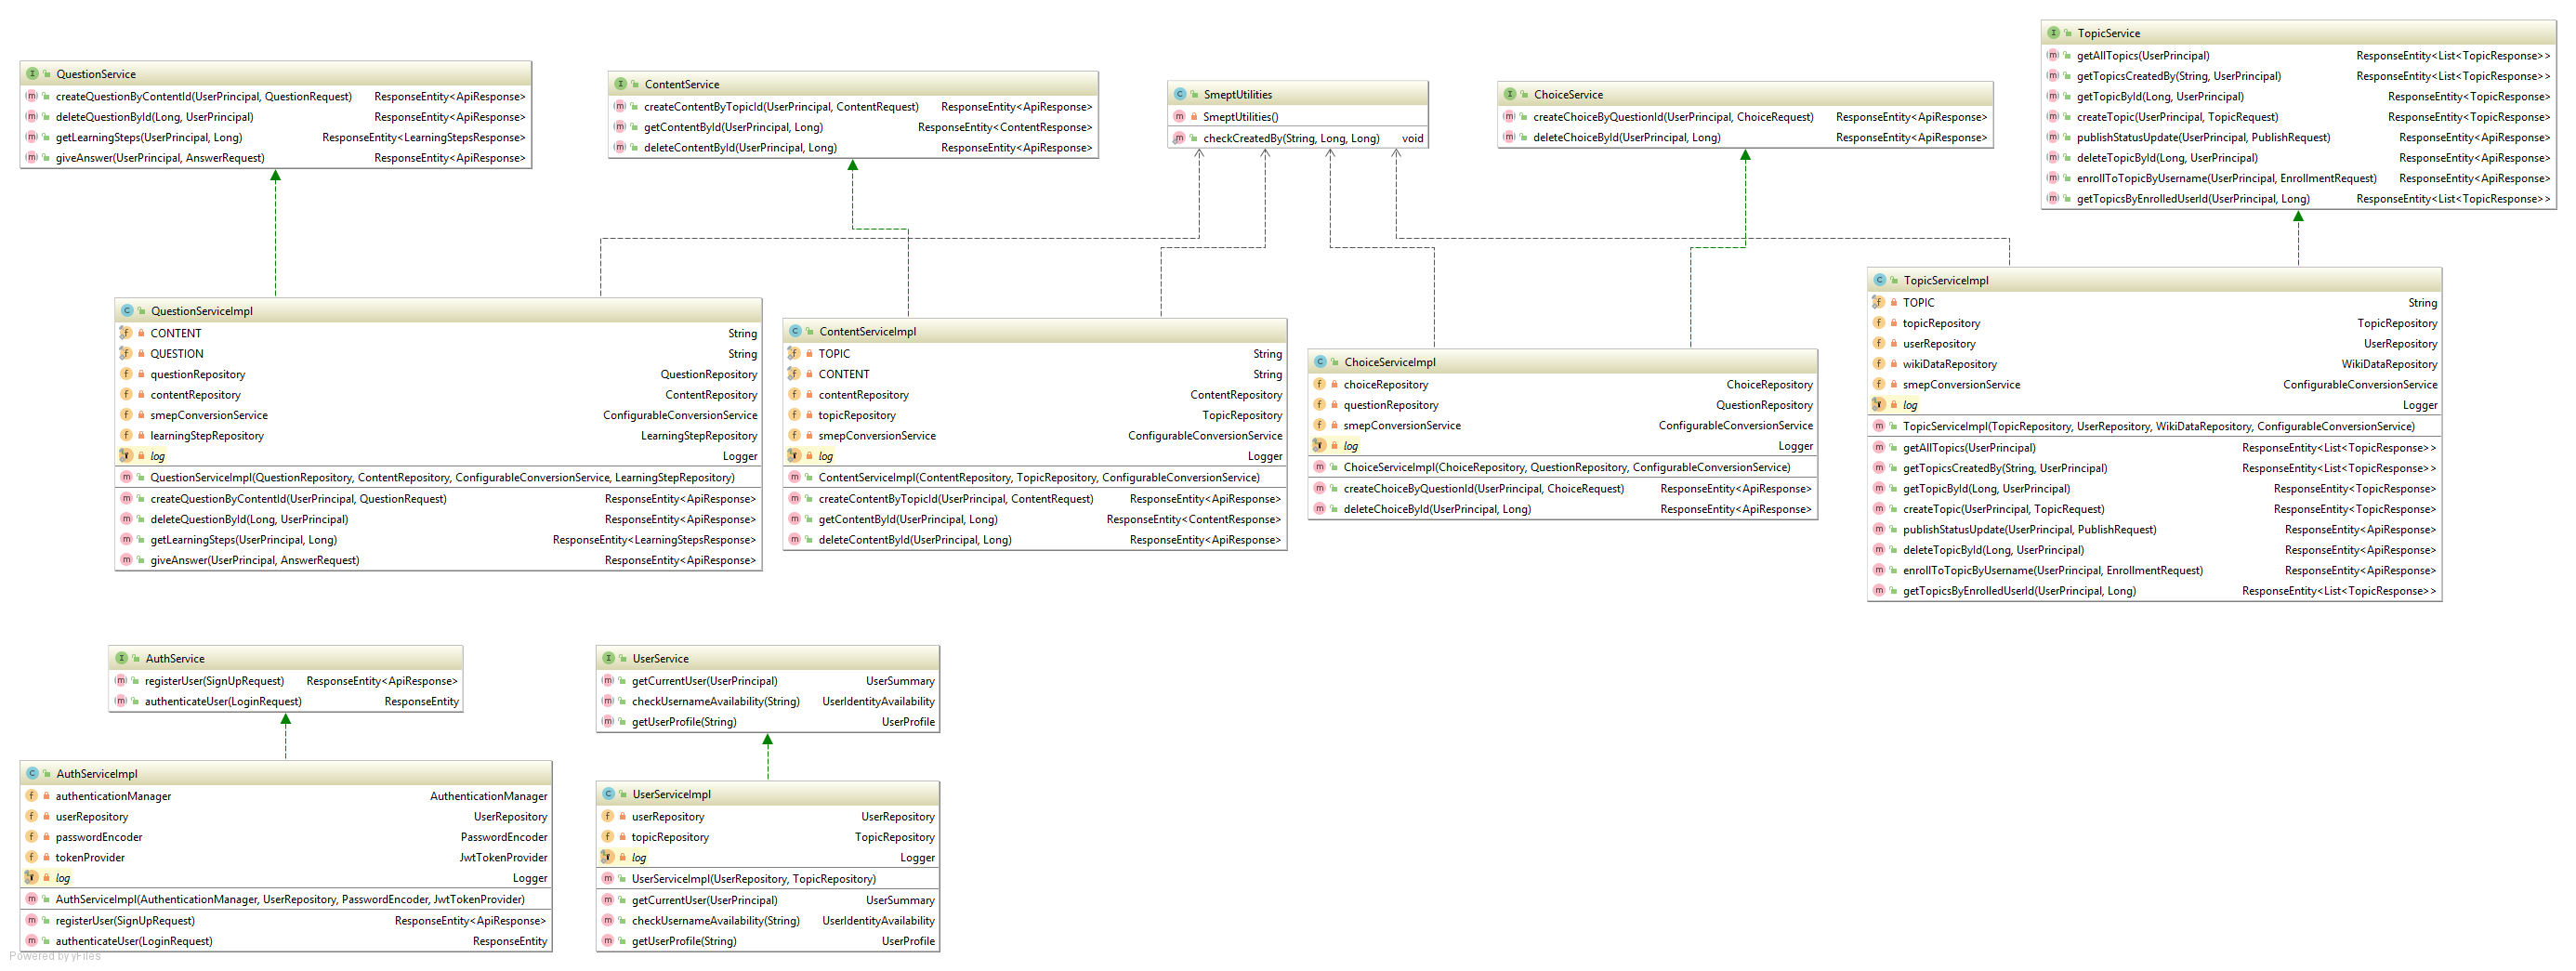 QuestionService
createQuestionByContentId(UserPrincipal, QuestionRequest) ResponseEntity<ApiResponse>
deleteQuestionById(Long, UserPrincipal) ResponseEntity<ApiResponse>
getLearningSteps(UserPrincipal, Long) ResponseEntity<LearningStepsResponse>
giveAnswer(UserPrincipal, AnswerRequest) ResponseEntity<ApiResponse>
ContentService
createContentByTopicId(UserPrincipal, ContentRequest) ResponseEntity<ApiResponse>
getContentById(UserPrincipal, Long) ResponseEntity<ContentResponse>
deleteContentById(UserPrincipal, Long) ResponseEntity<ApiResponse>
SmeptUtilities
SmeptUtilities()
checkCreatedBy(String, Long, Long) void
ChoiceService
createChoiceByQuestionId(UserPrincipal, ChoiceRequest) ResponseEntity<ApiResponse>
deleteChoiceById(UserPrincipal, Long) ResponseEntity<ApiResponse>
TopicService
getAllTopics(UserPrincipal) ResponseEntity<List<TopicResponse>>
getTopicsCreatedBy(String, UserPrincipal) ResponseEntity<List<TopicResponse>>
getTopicById(Long, UserPrincipal) ResponseEntity<TopicResponse>
createTopic(UserPrincipal, TopicRequest) ResponseEntity<TopicResponse>
publishStatusUpdate(UserPrincipal, PublishRequest) ResponseEntity<ApiResponse>
deleteTopicById(Long, UserPrincipal) ResponseEntity<ApiResponse>
enrollToTopicByUsername(UserPrincipal, EnrollmentRequest) ResponseEntity<ApiResponse>
getTopicsByEnrolledUserId(UserPrincipal, Long) ResponseEntity<List<TopicResponse>>
QuestionServiceImpl
CONTENT String
QUESTION String
questionRepository QuestionRepository
contentRepository ContentRepository
smepConversionService ConfigurableConversionService
learningStepRepository LearningStepRepository
log Logger
QuestionServiceImpl(QuestionRepository, ContentRepository, ConfigurableConversionService, LearningStepRepository)
createQuestionByContentId(UserPrincipal, QuestionRequest) ResponseEntity<ApiResponse>
deleteQuestionById(Long, UserPrincipal) ResponseEntity<ApiResponse>
getLearningSteps(UserPrincipal, Long) ResponseEntity<LearningStepsResponse>
giveAnswer(UserPrincipal, AnswerRequest) ResponseEntity<ApiResponse>
ContentServiceImpl
TOPIC String
CONTENT String
contentRepository ContentRepository
topicRepository TopicRepository
smepConversionService ConfigurableConversionService
log Logger
ContentServiceImpl(ContentRepository, TopicRepository, ConfigurableConversionService)
createContentByTopicId(UserPrincipal, ContentRequest) ResponseEntity<ApiResponse>
getContentById(UserPrincipal, Long) ResponseEntity<ContentResponse>
deleteContentById(UserPrincipal, Long) ResponseEntity<ApiResponse>
ChoiceServiceImpl
choiceRepository ChoiceRepository
questionRepository QuestionRepository
smepConversionService ConfigurableConversionService
log Logger
ChoiceServiceImpl(ChoiceRepository, QuestionRepository, ConfigurableConversionService)
createChoiceByQuestionId(UserPrincipal, ChoiceRequest) ResponseEntity<ApiResponse>
deleteChoiceById(UserPrincipal, Long) ResponseEntity<ApiResponse>
TopicServiceImpl
TOPIC String
topicRepository TopicRepository
userRepository UserRepository
wikiDataRepository WikiDataRepository
smepConversionService ConfigurableConversionService
log Logger
TopicServiceImpl(TopicRepository, UserRepository, WikiDataRepository, ConfigurableConversionService)
getAllTopics(UserPrincipal) ResponseEntity<List<TopicResponse>>
getTopicsCreatedBy(String, UserPrincipal) ResponseEntity<List<TopicResponse>>
getTopicById(Long, UserPrincipal) ResponseEntity<TopicResponse>
createTopic(UserPrincipal, TopicRequest) ResponseEntity<TopicResponse>
publishStatusUpdate(UserPrincipal, PublishRequest) ResponseEntity<ApiResponse>
deleteTopicById(Long, UserPrincipal) ResponseEntity<ApiResponse>
enrollToTopicByUsername(UserPrincipal, EnrollmentRequest) ResponseEntity<ApiResponse>
getTopicsByEnrolledUserId(UserPrincipal, Long) ResponseEntity<List<TopicResponse>>
AuthService
registerUser(SignUpRequest) ResponseEntity<ApiResponse>
authenticateUser(LoginRequest) ResponseEntity
UserService
getCurrentUser(UserPrincipal) UserSummary
checkUsernameAvailability(String) UserIdentityAvailability
getUserProfile(String) UserProfile
AuthServiceImpl
authenticationManager AuthenticationManager
userRepository UserRepository
passwordEncoder PasswordEncoder
tokenProvider JwtTokenProvider
log Logger
AuthServiceImpl(AuthenticationManager, UserRepository, PasswordEncoder, JwtTokenProvider)
registerUser(SignUpRequest) ResponseEntity<ApiResponse>
authenticateUser(LoginRequest) ResponseEntity
UserServiceImpl
userRepository UserRepository
topicRepository TopicRepository
log Logger
UserServiceImpl(UserRepository, TopicRepository)
getCurrentUser(UserPrincipal) UserSummary
checkUsernameAvailability(String) UserIdentityAvailability
getUserProfile(String) UserProfile
Powered by yFiles